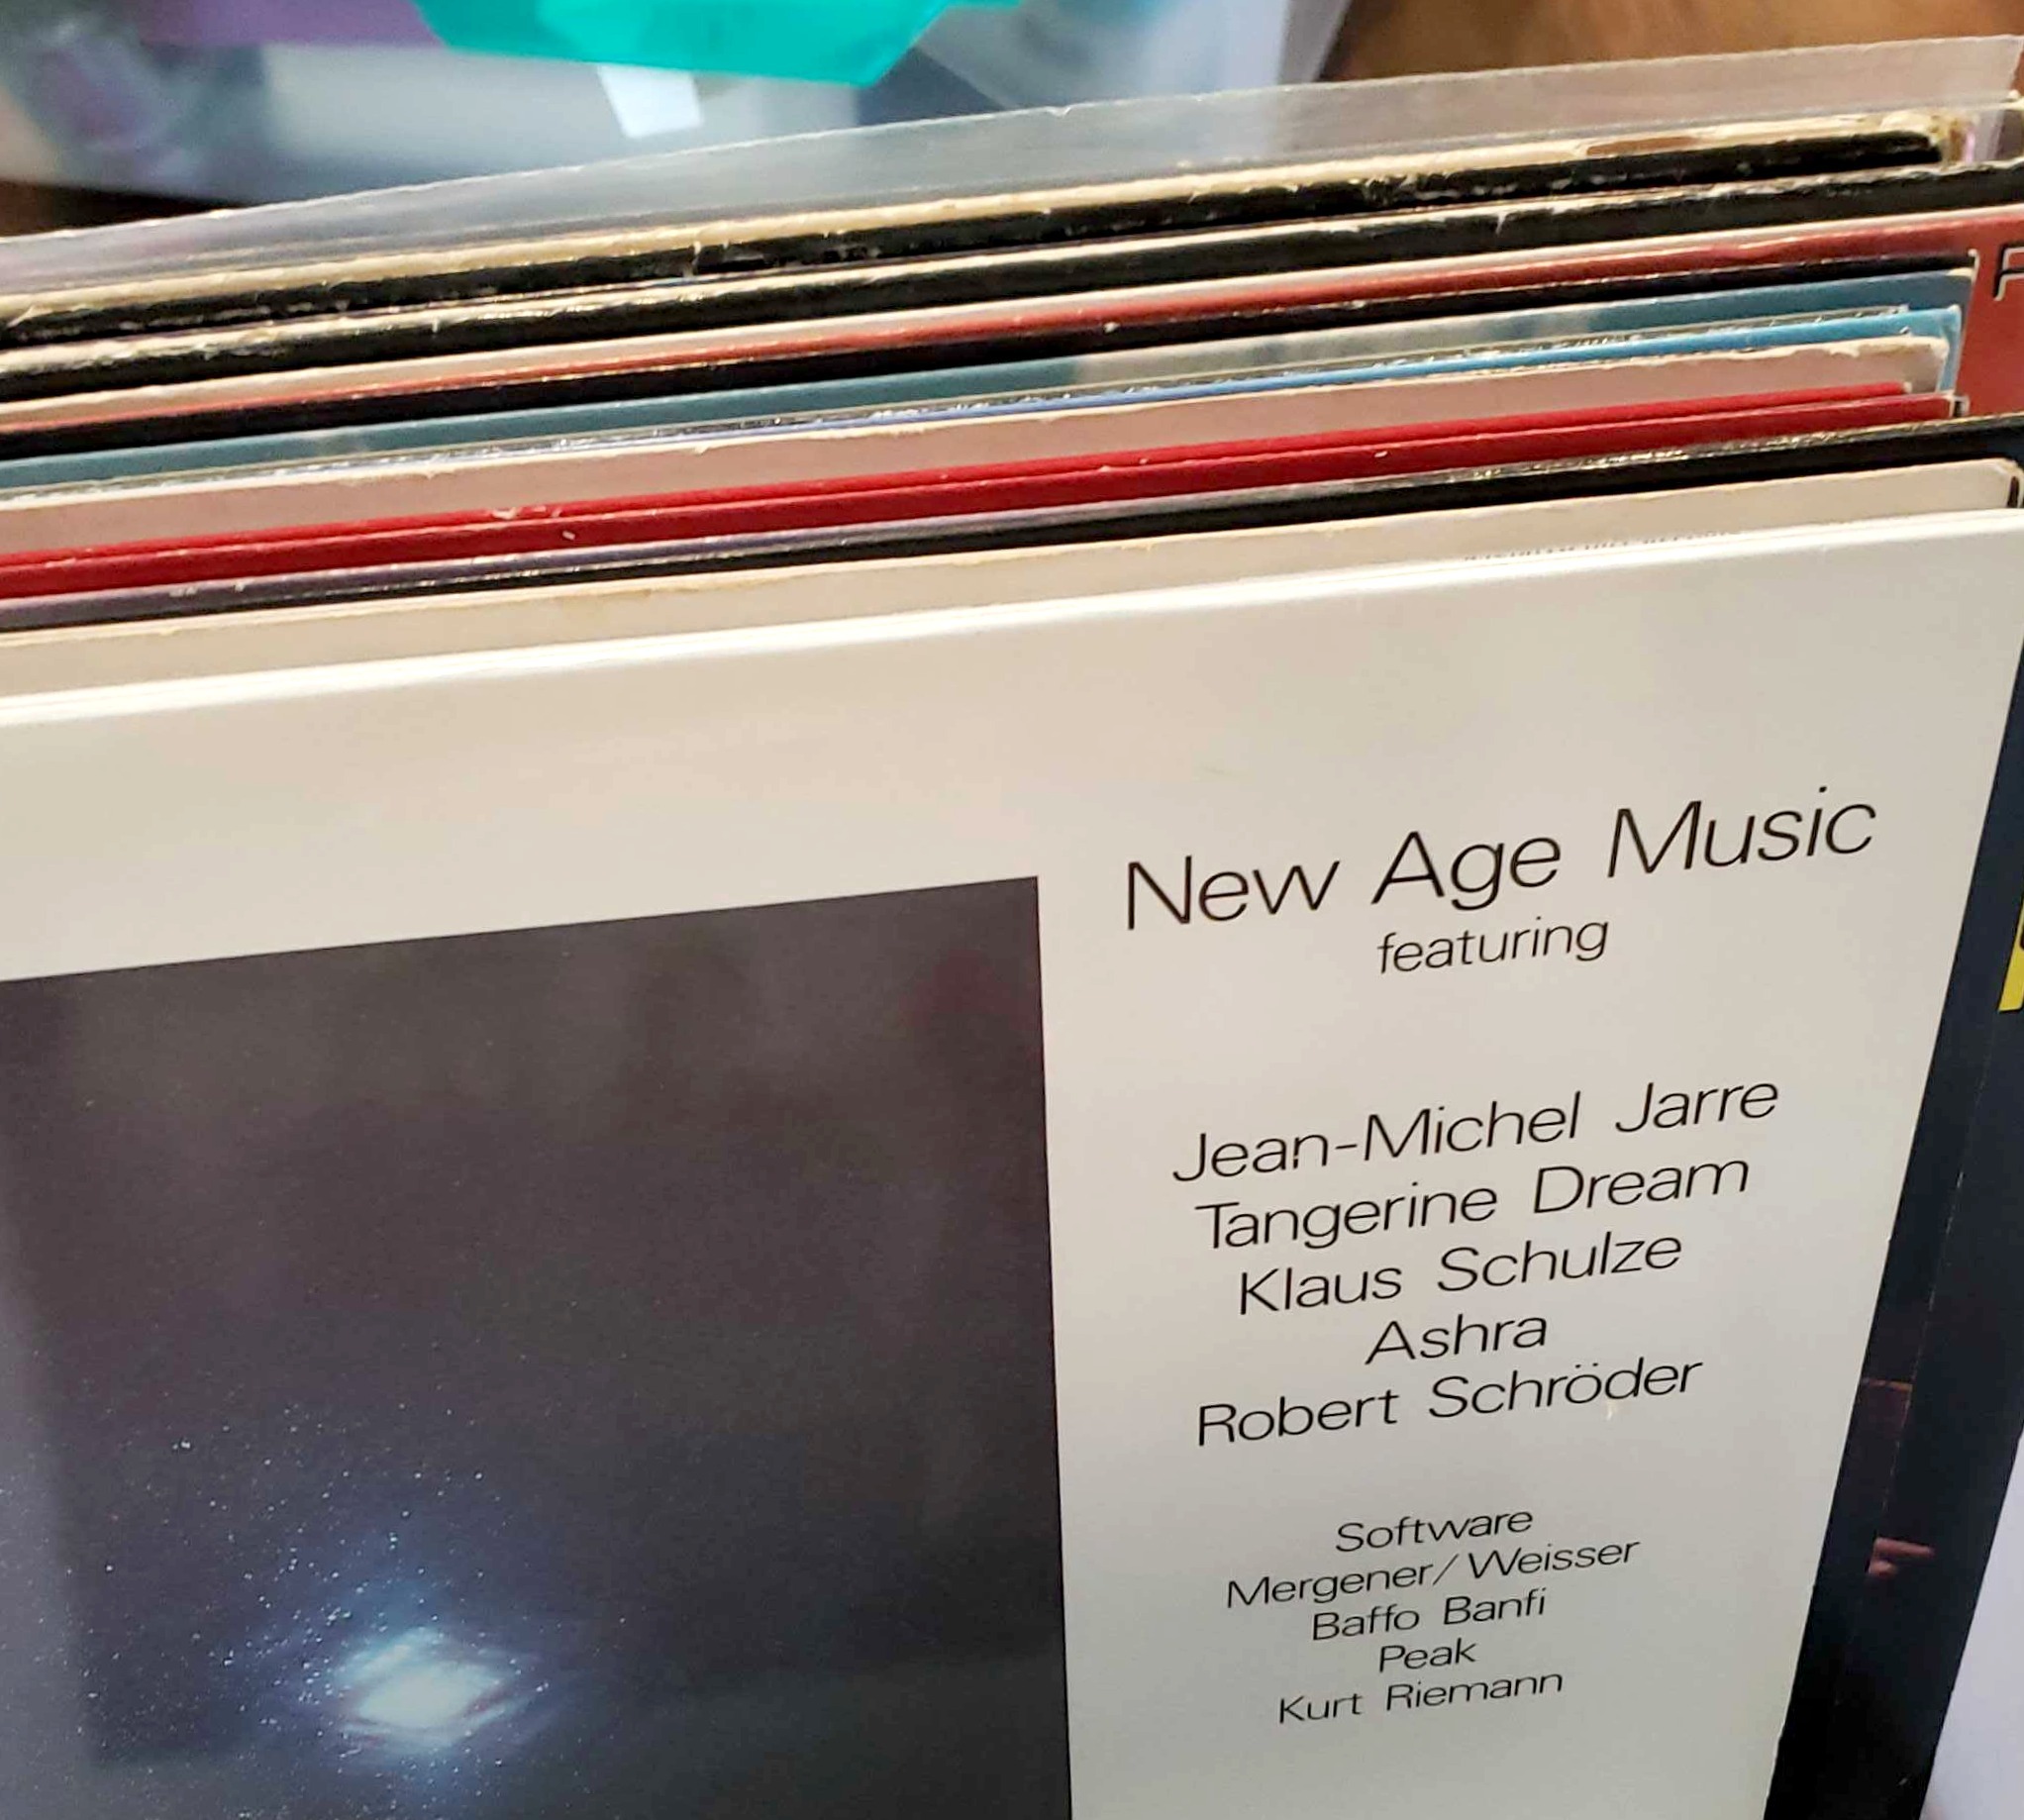 New Age Music
featuring
Jean-Michel Jarre
Tangerine Dream
Klaus Schulze
Ashra
Robert Schröder
Software
Mergener/Weisser
Baffo Banfi
Peak
Kurt Riemann